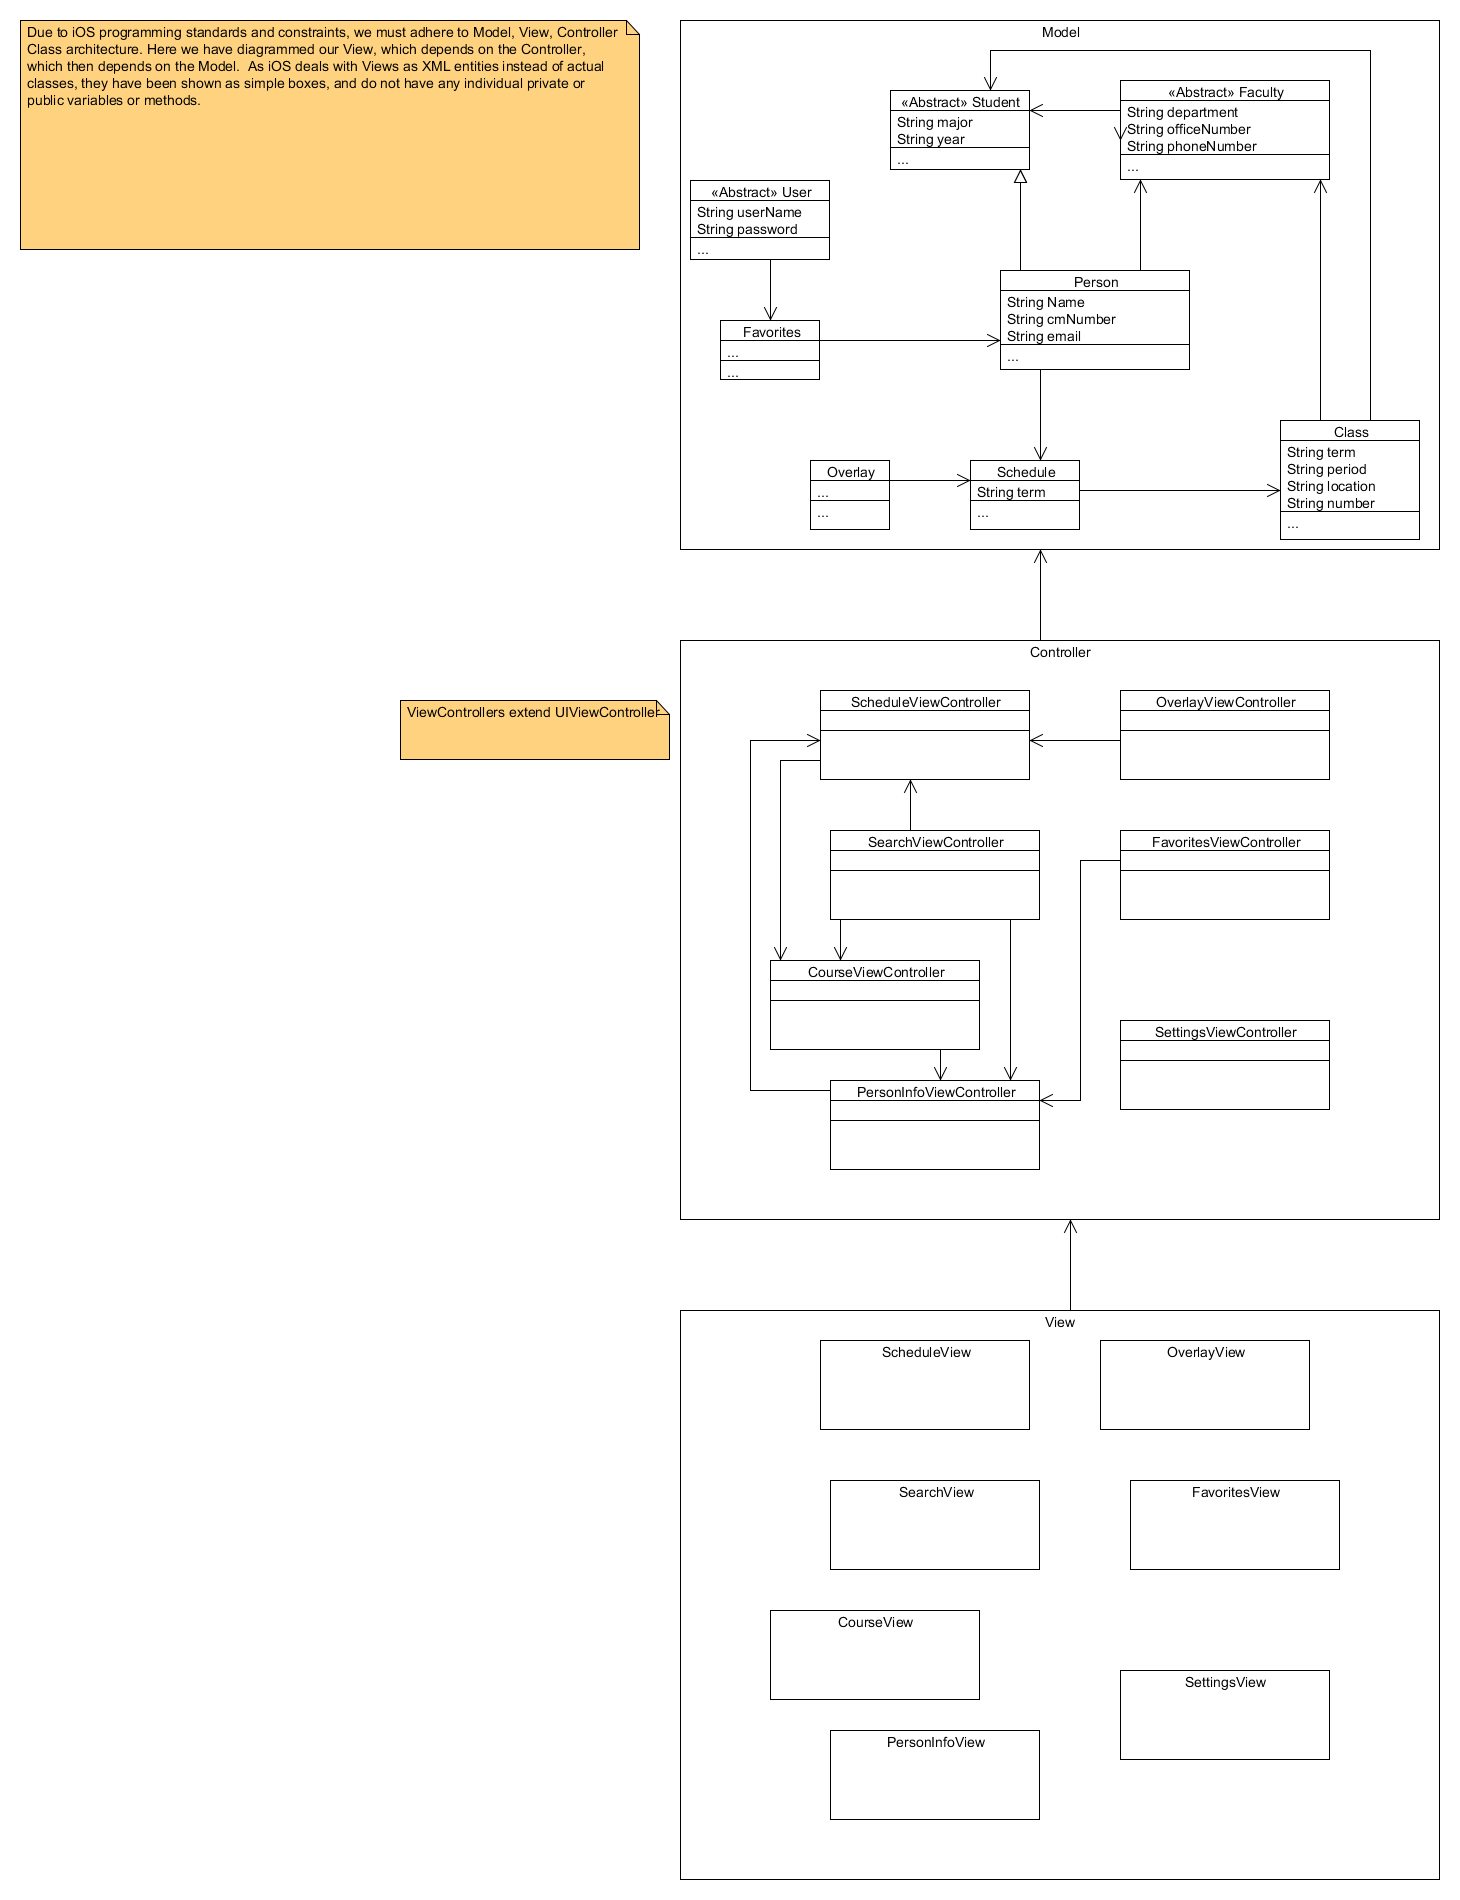 Due to iOS programming standards and constraints, we must adhere to Model, View, Controller
Class architecture. Here we have diagrammed our View, which depends on the Controller,
which then depends on the Model.  As iOS deals with Views as XML entities instead of actual
classes, they have been shown as simple boxes, and do not have any individual private or
public variables or methods.
Model
«Abstract» Student
String major
String year
...
«Abstract» Faculty
String department
String officeNumber
String phoneNumber
...
«Abstract» User
String userName
String password
...
Person
String Name
String cmNumber
String email
...
Favorites
...
...
Class
String term
String period
String location
String number
...
Overlay
...
...
Schedule
String term
...
Controller
ViewControllers extend UIViewController
ScheduleViewController
OverlayViewController
SearchViewController
FavoritesViewController
CourseViewController
SettingsViewController
PersonInfoViewController
View
ScheduleView
OverlayView
SearchView
FavoritesView
CourseView
SettingsView
PersonInfoView